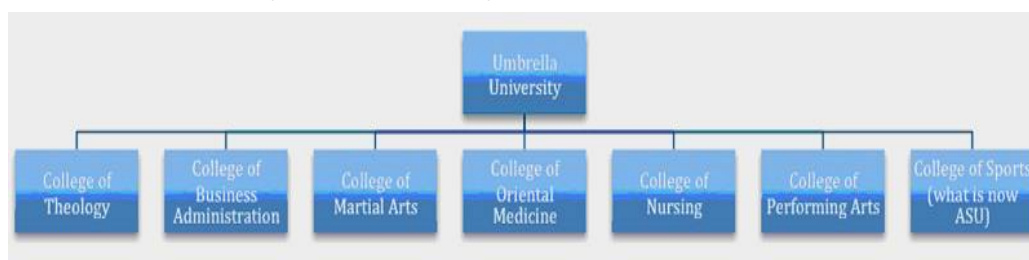 Umbrella
University
College of
Theology
College of
Business
Administration
College of
Martial Arts
College of
Oriental
Medicine
College of
Nursing
College of
Performing Arts
College of Sports
(what is now
ASU)